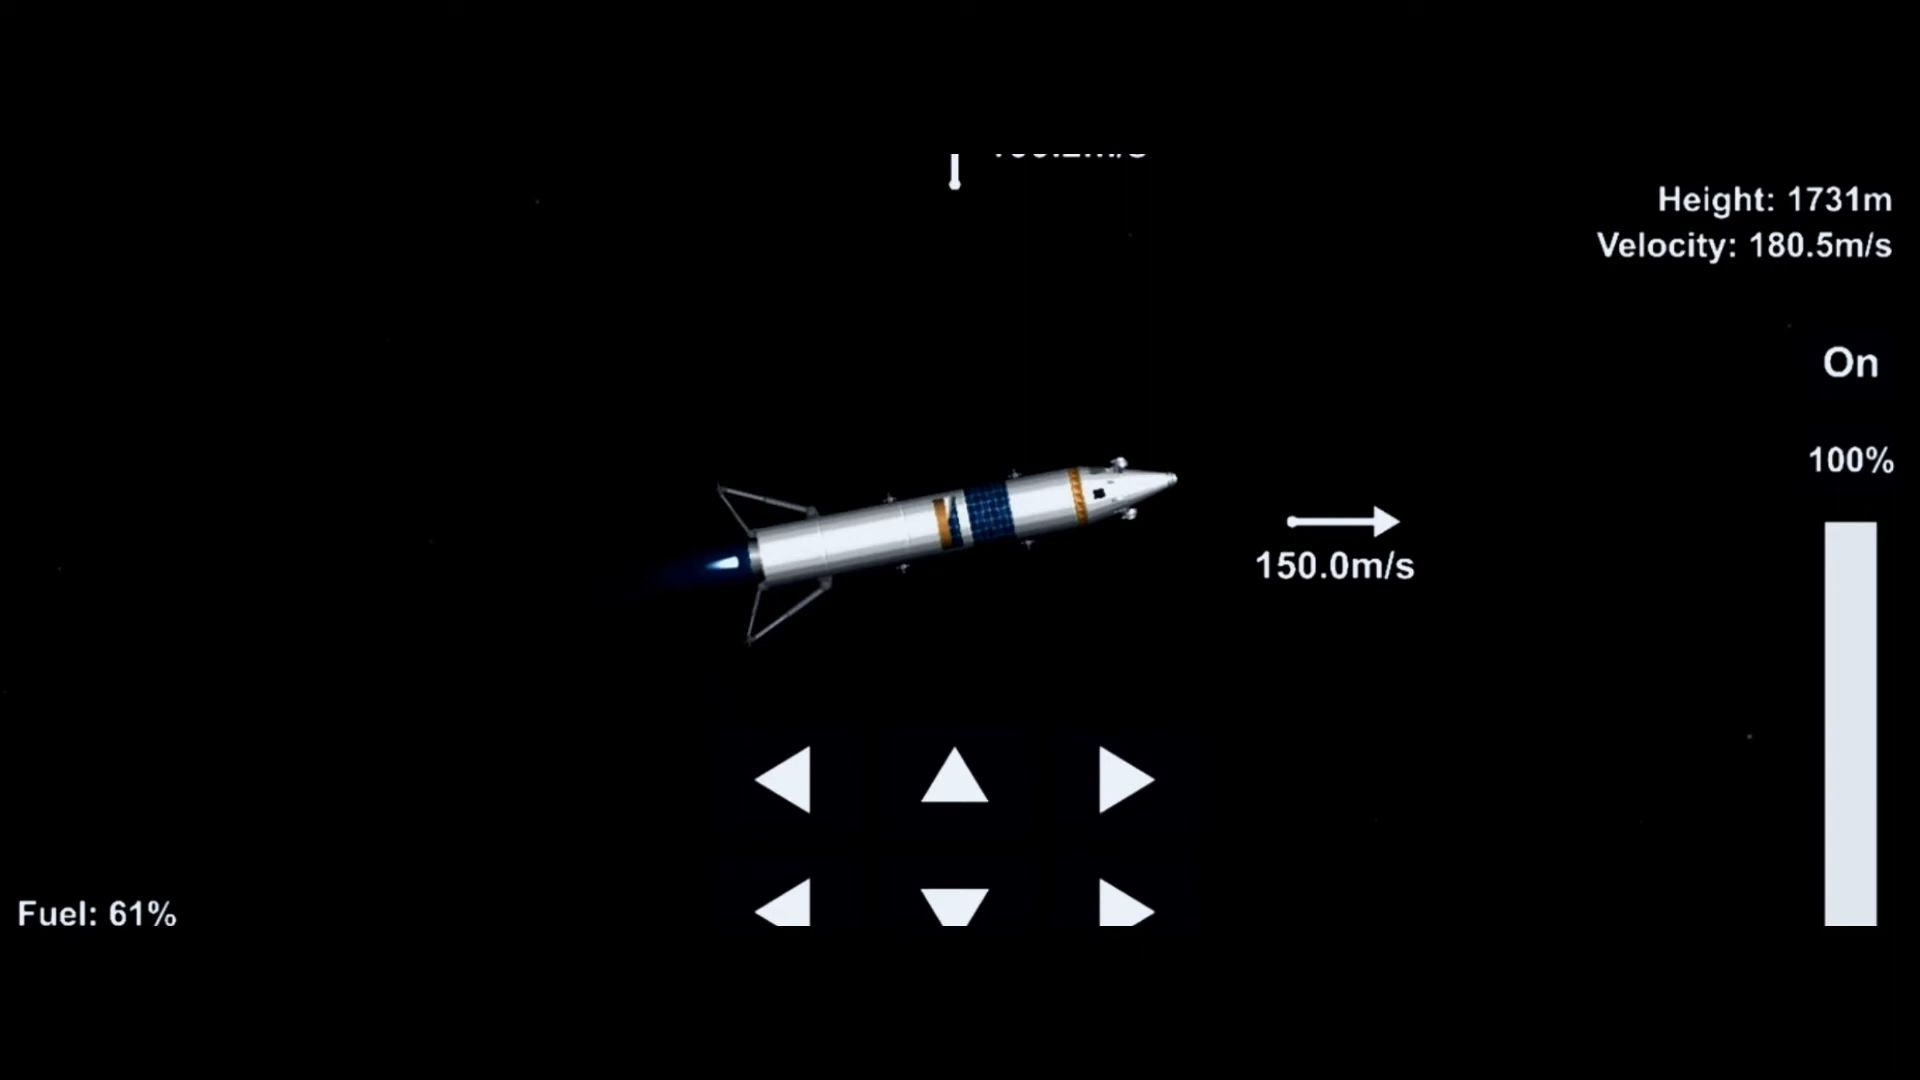 Height: 1731m
Velocity: 180.5m/s
On
100%
150.0m/s
Fuel: 61%